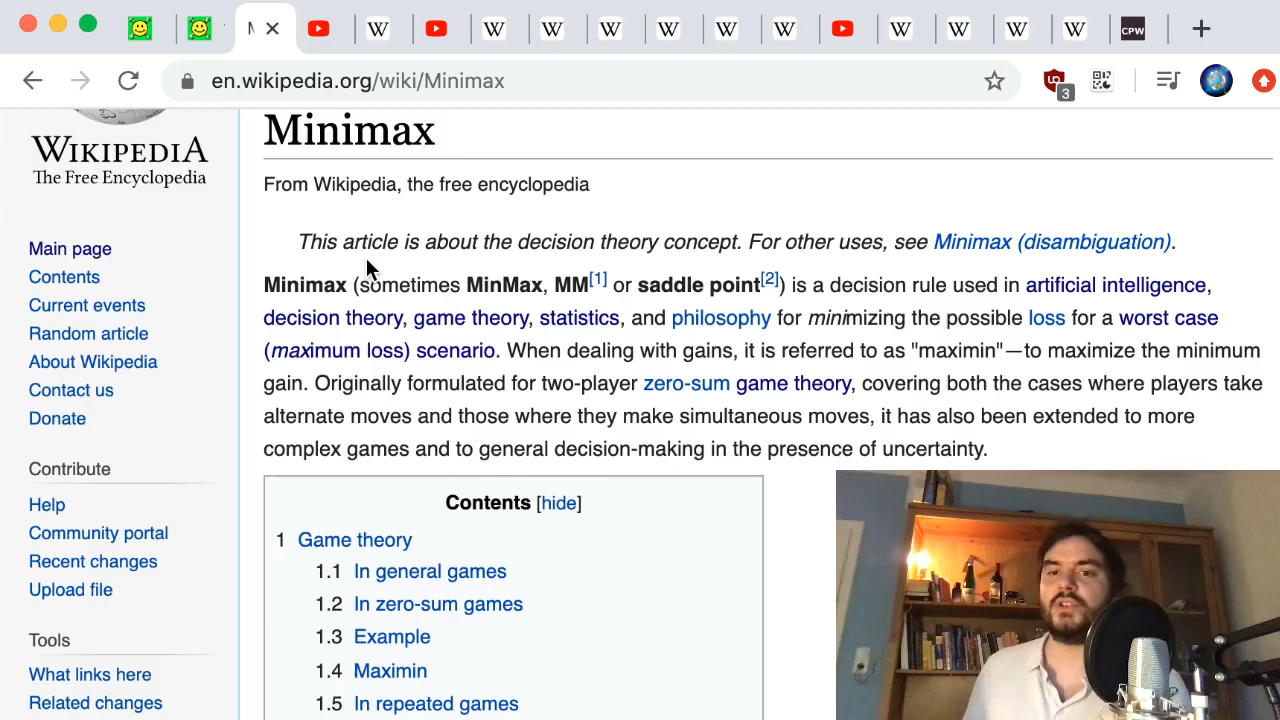 M
W
W
W
W
W
W
W
W
W
W
W
CPW
en.wikipedia.org/wiki/Minimax
3
WIKIPEDIA
The Free Encyclopedia
Main page
Contents
Current events
Random article
About Wikipedia
Contact us
Donate
Contribute
Help
Community portal
Recent changes
Upload file
Tools
What links here
Related changes
Minimax
From Wikipedia, the free encyclopedia
This article is about the decision theory concept. For other uses, see Minimax (disambiguation).
Minimax (sometimes MinMax, MM[1] or saddle point[2]) is a decision rule used in artificial intelligence,
decision theory, game theory, statistics, and philosophy for minimizing the possible loss for a worst case
(maximum loss) scenario. When dealing with gains, it is referred to as "maximin"—to maximize the minimum
gain. Originally formulated for two-player zero-sum game theory, covering both the cases where players take
alternate moves and those where they make simultaneous moves, it has also been extended to more
complex games and to general decision-making in the presence of uncertainty.
Contents [hide]
1 Game theory
1.1 In general games
1.2 In zero-sum games
1.3 Example
1.4 Maximin
1.5 In repeated games